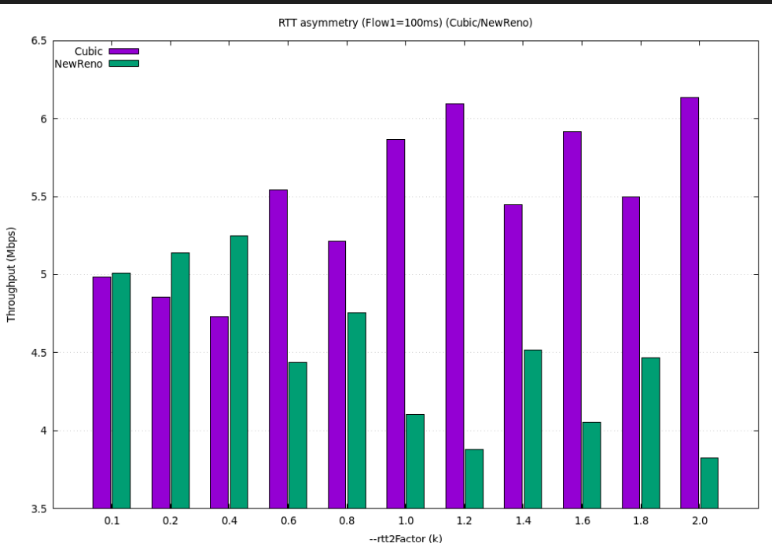 RTT asymmetry (Flow1=100ms) (Cubic/NewReno)
Cubic
NewReno
6.5
6
5.5
5
4.5
4
3.5
Throughput (Mbps)
0.1 0.2 0.4 0.6 0.8 1.0 1.2 1.4 1.6 1.8 2.0
--rtt2Factor (k)